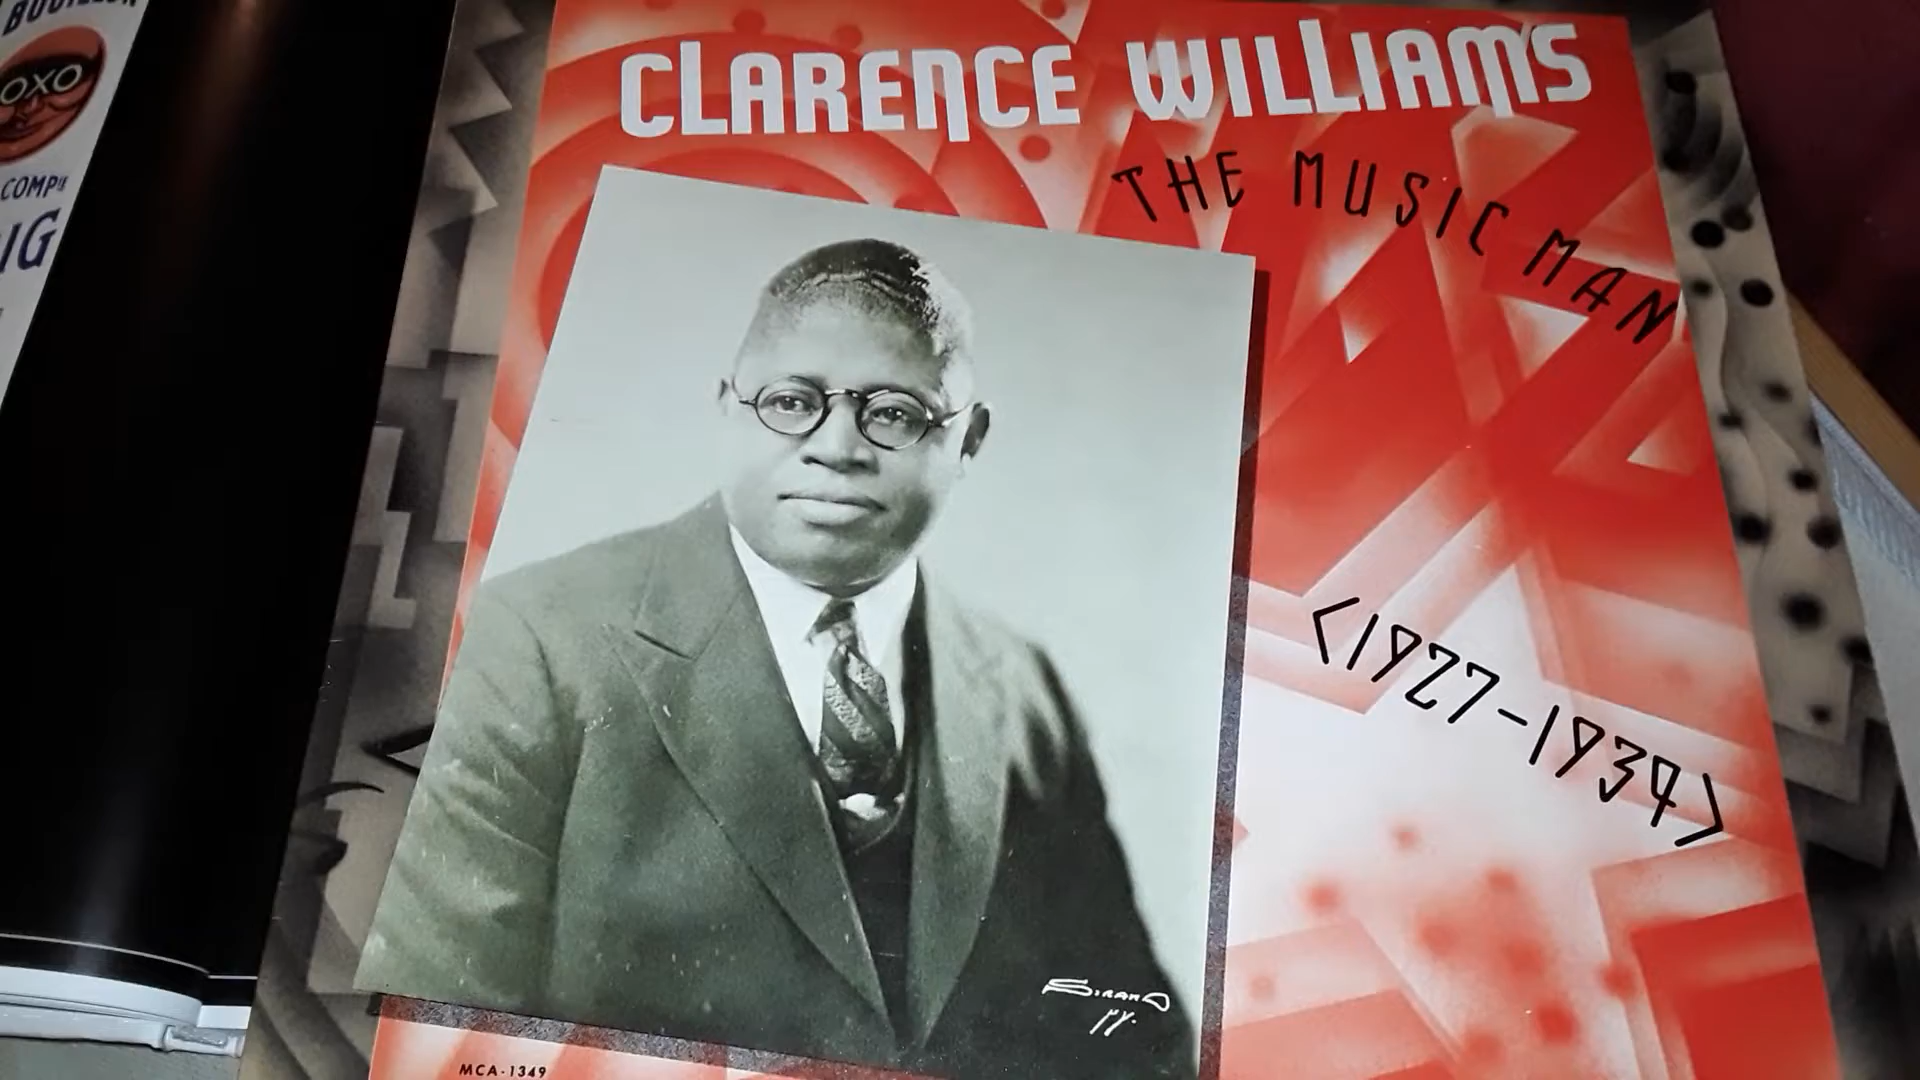 OXO
COMP
IG
CLARENCE WILLIAMS
THE MUSIC MAN
<1927-1934>
MCA-1349